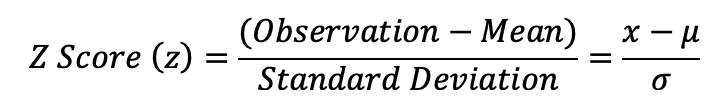 Z Score (z) = (Observation − Mean) / Standard Deviation = x − μ / σ